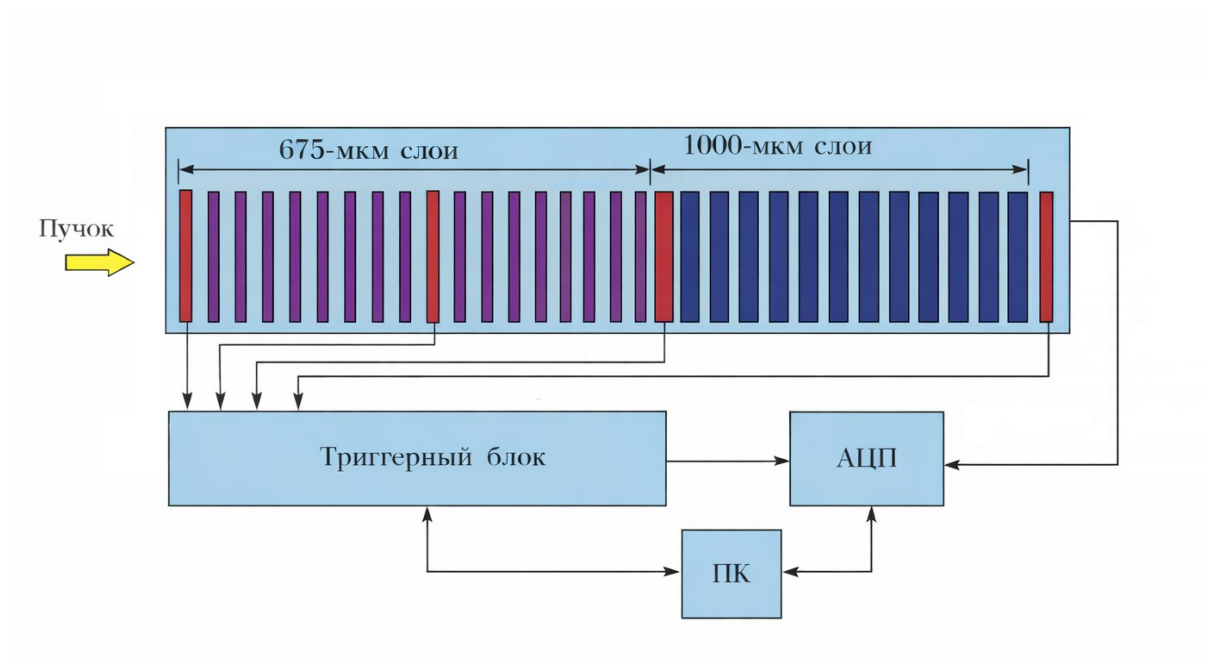 675-мкм слои
1000-мкм слои
Пучок
Триггерный блок
АЦП
ПК